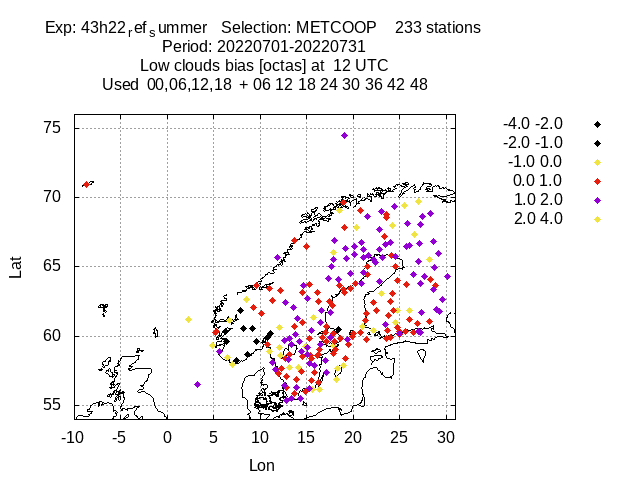 Exp: 43h22refsummer Selection: METCOOP 233 stations
Period: 20220701-20220731
Low clouds bias [octas] at 12 UTC
Used 00,06,12,18 + 06 12 18 24 30 36 42 48
-4.0 -2.0
-2.0 -1.0
-1.0 0.0
0.0 1.0
1.0 2.0
2.0 4.0
75
70
65
60
55
Lat
-10 -5 0 5 10 15 20 25 30
Lon